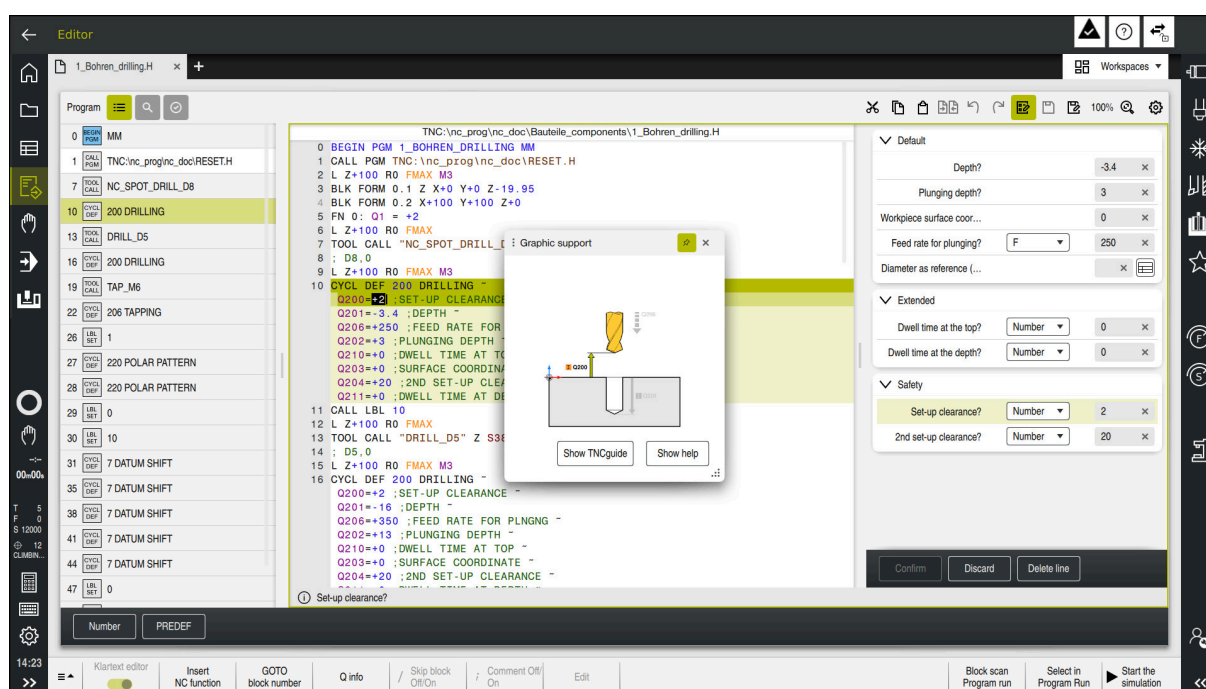 Editor
1_Bohren_drilling.H
Workspaces
Program
100%
0 BEGIN PGM MM
1 CALL PGM TNC:\nc_prog\nc_doc\RESET.H
7 TOOL CALL NC_SPOT_DRILL_D8
10 CYCL DEF 200 DRILLING
13 TOOL CALL DRILL_D5
16 CYCL DEF 200 DRILLING
19 TOOL CALL TAP_M6
22 CYCL DEF 206 TAPPING
26 LBL SET 1
27 CYCL DEF 220 POLAR PATTERN
28 CYCL DEF 220 POLAR PATTERN
29 LBL SET 0
30 LBL SET 10
31 CYCL DEF 7 DATUM SHIFT
35 CYCL DEF 7 DATUM SHIFT
38 CYCL DEF 7 DATUM SHIFT
41 CYCL DEF 7 DATUM SHIFT
44 CYCL DEF 7 DATUM SHIFT
47 LBL SET 0
TNC:\nc_prog\nc_doc\Bauteile_components\1_Bohren_drilling.H
0 BEGIN PGM 1_BOHREN_DRILLING MM
1 CALL PGM TNC:\nc_prog\nc_doc\RESET.H
2 L Z+100 R0 FMAX M3
3 BLK FORM 0.1 Z X+0 Y+0 Z-19.95
4 BLK FORM 0.2 X+100 Y+100 Z+0
5 FN 0: Q1 = +2
6 L Z+100 R0 FMAX
7 TOOL CALL "NC_SPOT_DRILL_
8 ; D8,0
9 L Z+100 R0 FMAX M3
10 CYCL DEF 200 DRILLING ~
Q200=+2 ;SET-UP CLEARANCE
Q201=-3.4 ;DEPTH ~
Q206=+250 ;FEED RATE FOR
Q202=+3 ;PLUNGING DEPTH
Q210=+0 ;DWELL TIME AT TO
Q203=+0 ;SURFACE COORDINA
Q204=+20 ;2ND SET-UP CLEA
Q211=+0 ;DWELL TIME AT DE
11 CALL LBL 10
12 L Z+100 R0 FMAX
13 TOOL CALL "DRILL_D5" Z S38
14 ; D5,0
15 L Z+100 R0 FMAX M3
16 CYCL DEF 200 DRILLING ~
Q200=+2 ;SET-UP CLEARANCE ~
Q201=-16 ;DEPTH ~
Q206=+350 ;FEED RATE FOR PLNGNG ~
Q202=+13 ;PLUNGING DEPTH ~
Q210=+0 ;DWELL TIME AT TOP ~
Q203=+0 ;SURFACE COORDINATE ~
Q204=+20 ;2ND SET-UP CLEARANCE ~
Graphic support
Q200
Show TNCguide
Show help
Default
Depth? -3.4
Plunging depth? 3
Workpiece surface coor... 0
Feed rate for plunging? F 250
Diameter as reference (...
Extended
Dwell time at the top? Number 0
Dwell time at the depth? Number 0
Safety
Set-up clearance? Number 2
2nd set-up clearance? Number 20
Confirm
Discard
Delete line
Set-up clearance?
Number
PREDEF
00m00s
T 5
F 0
S 12000
12
CLIMBIN...
14:23
Klartext editor
Insert
NC function
GOTO
block number
Q info
/ Skip block
Off/On
; Comment Off/
On
Edit
Block scan
Program run
Select in
Program Run
Start the
simulation
F
S